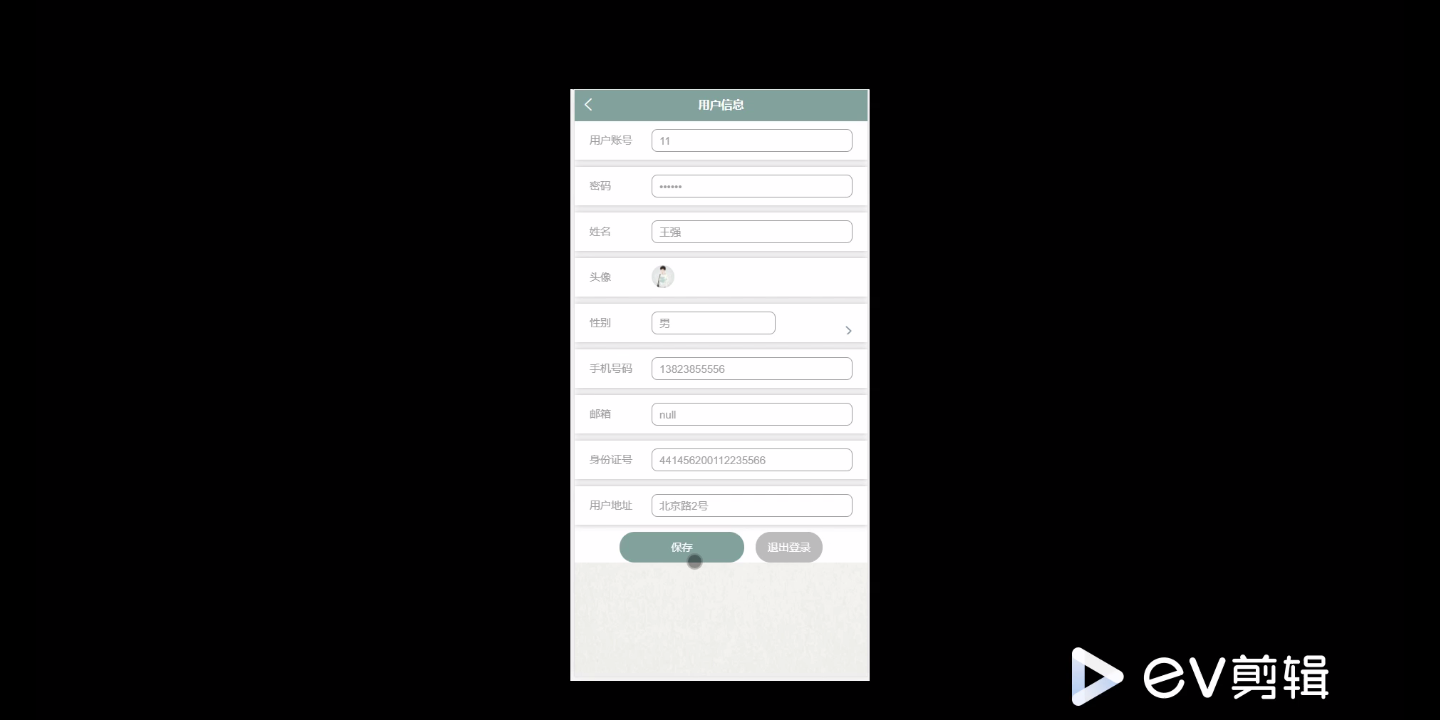 用户信息
用户账号 11
密码 ••••••
姓名 王强
头像
性别 男
手机号码 13823855556
邮箱 null
身份证号 441456200112235566
用户地址 北京路2号
保存 退出登录
ev剪辑